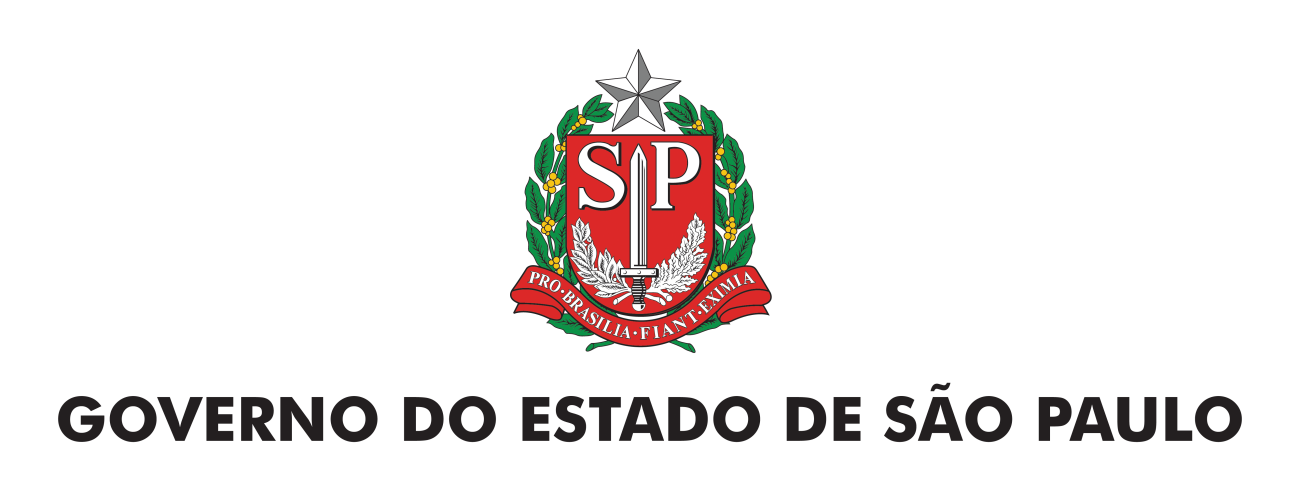 SP
PRO·BRASILIA·FIANT·EXIMIA
GOVERNO DO ESTADO DE SÃO PAULO